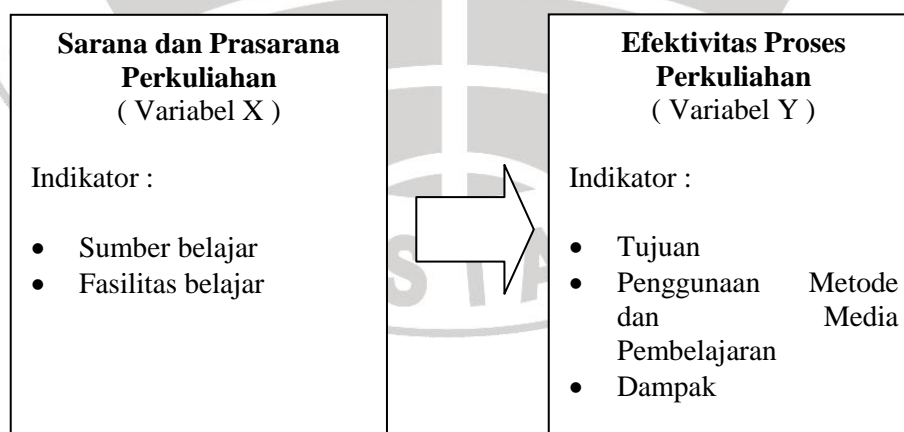 Sarana dan Prasarana
Perkuliahan
( Variabel X )
Indikator :
• Sumber belajar
• Fasilitas belajar
Efektivitas Proses
Perkuliahan
( Variabel Y )
Indikator :
• Tujuan
• Penggunaan Metode
dan Media
Pembelajaran
• Dampak